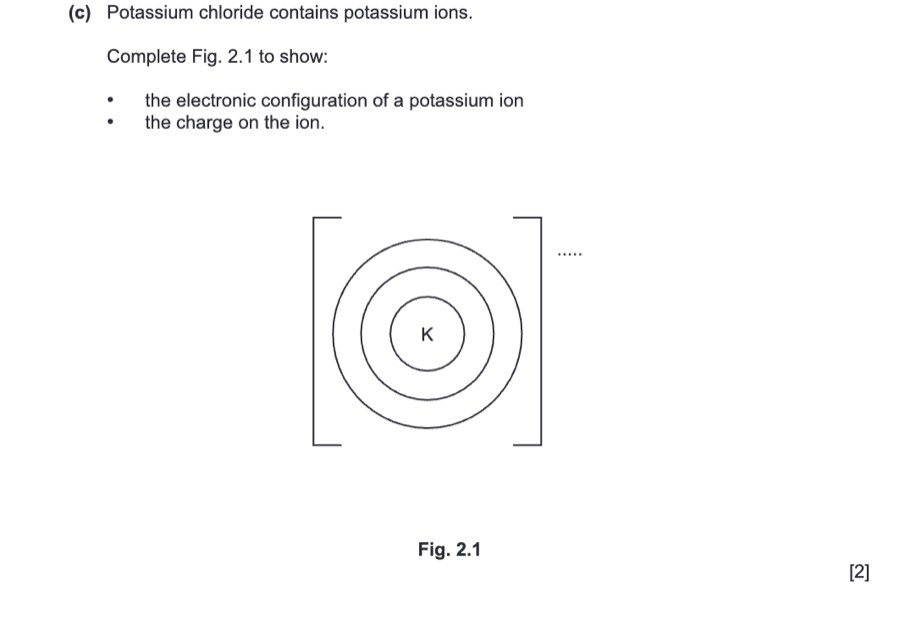 (c) Potassium chloride contains potassium ions.
Complete Fig. 2.1 to show:
• the electronic configuration of a potassium ion
• the charge on the ion.
.....
K
Fig. 2.1
[2]